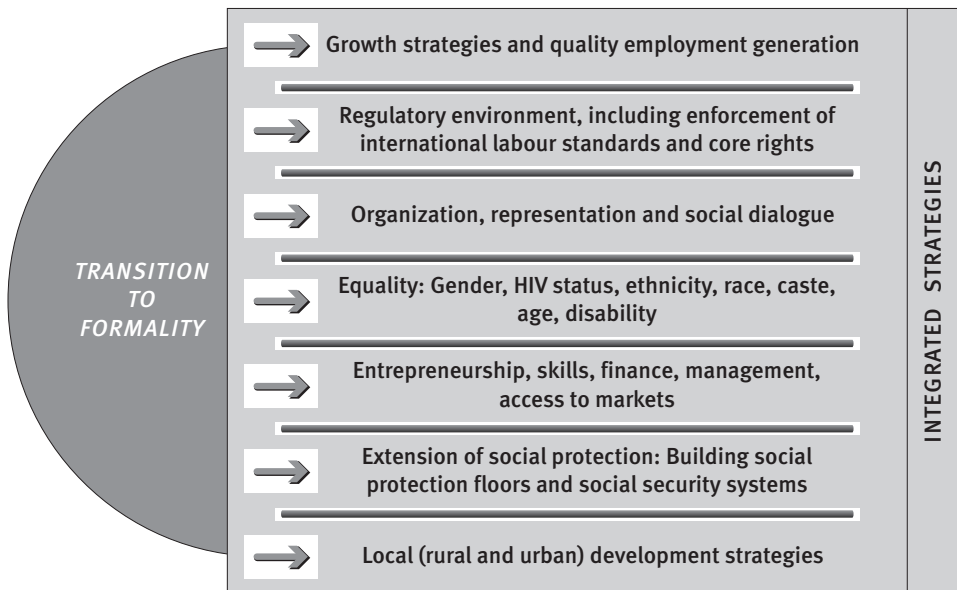 TRANSITION
TO
FORMALITY
Growth strategies and quality employment generation
Regulatory environment, including enforcement of
international labour standards and core rights
Organization, representation and social dialogue
Equality: Gender, HIV status, ethnicity, race, caste,
age, disability
Entrepreneurship, skills, finance, management,
access to markets
Extension of social protection: Building social
protection floors and social security systems
Local (rural and urban) development strategies
INTEGRATED STRATEGIES